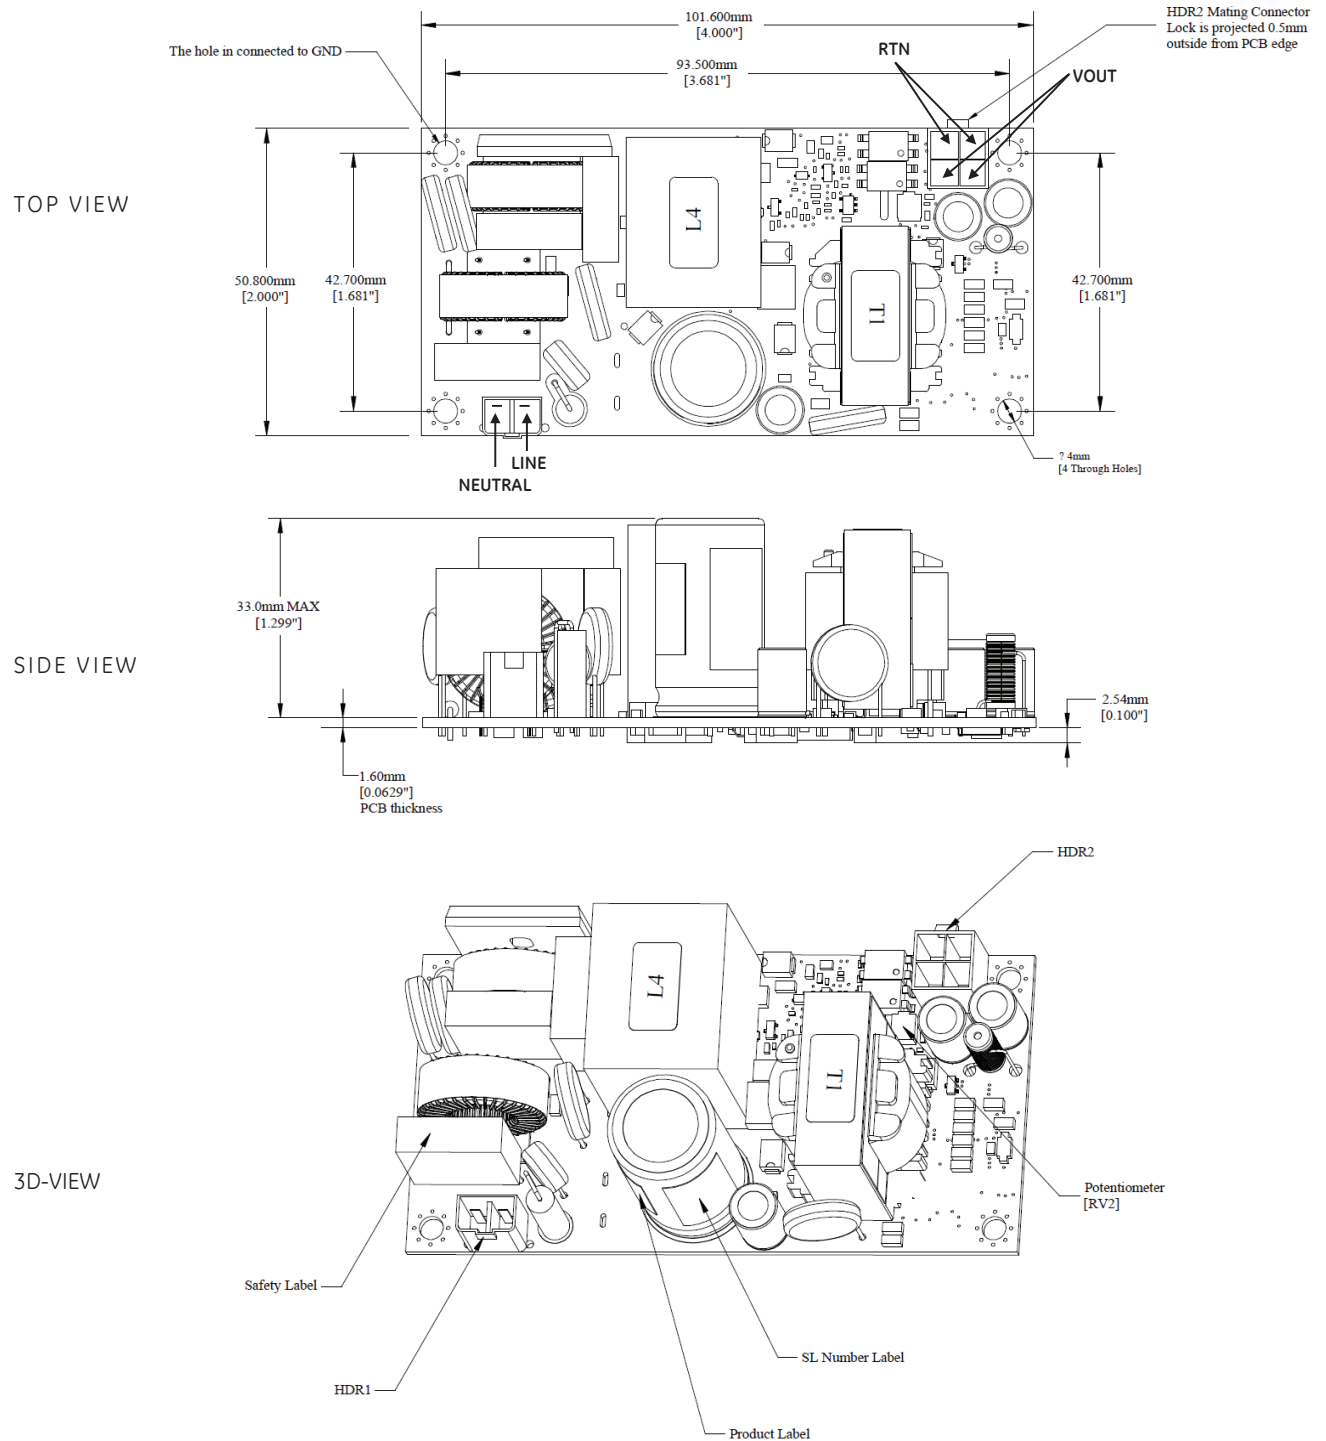 101.600mm
[4.000"]
HDR2 Mating Connector
Lock is projected 0.5mm
outside from PCB edge
The hole in connected to GND
RTN
93.500mm
[3.681"]
VOUT
TOP VIEW
L4
50.800mm
[2.000"]
42.700mm
[1.681"]
42.700mm
[1.681"]
T1
LINE
NEUTRAL
? 4mm
[4 Through Holes]
33.0mm MAX
[1.299"]
SIDE VIEW
2.54mm
[0.100"]
1.60mm
[0.0629"]
PCB thickness
HDR2
L4
T1
3D-VIEW
Potentiometer
[RV2]
Safety Label
SL Number Label
HDR1
Product Label